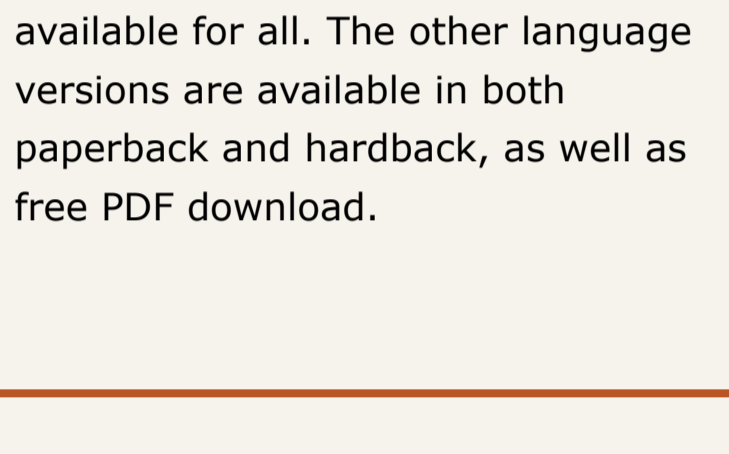 available for all. The other language
versions are available in both
paperback and hardback, as well as
free PDF download.